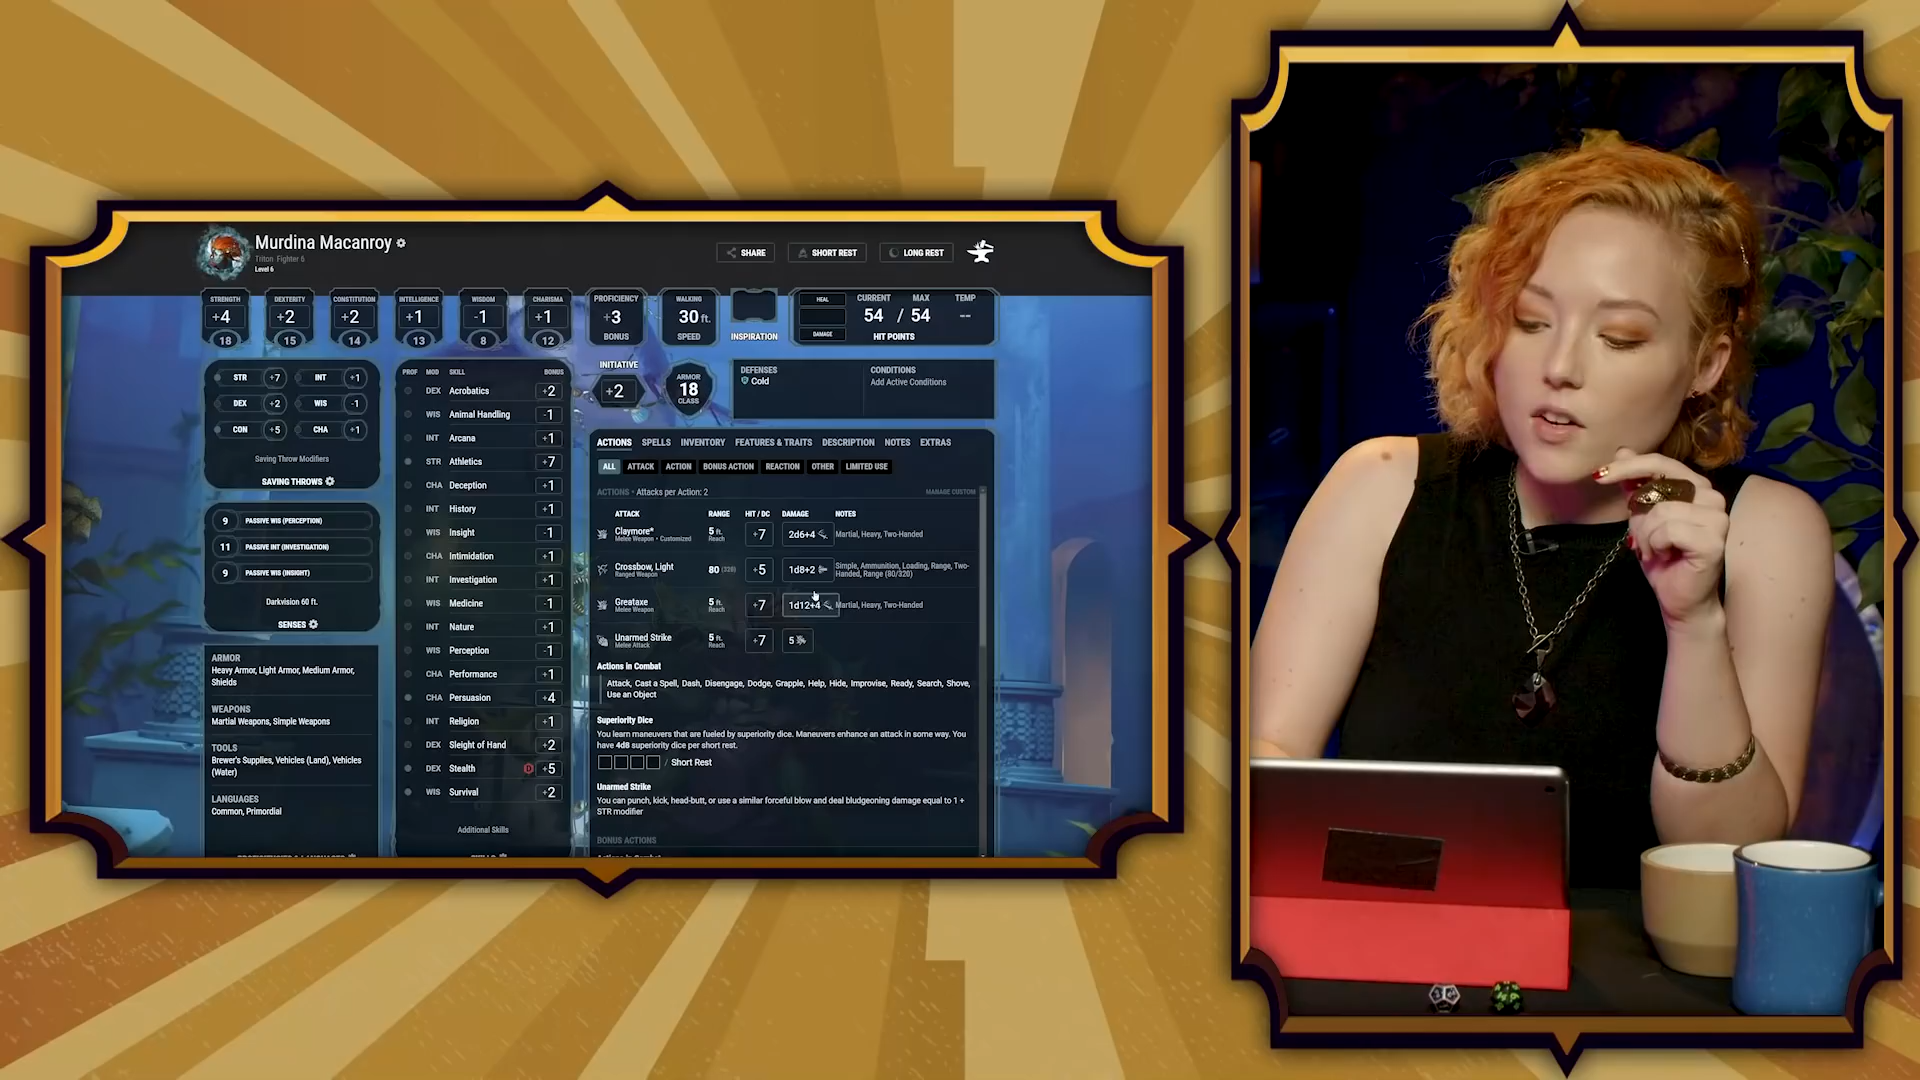 Murdina Macanroy
Triton Fighter 6
Level 6
SHARE
SHORT REST
LONG REST
STRENGTH
+4
18
DEXTERITY
+2
15
CONSTITUTION
+2
14
INTELLIGENCE
+1
13
WISDOM
-1
8
CHARISMA
+1
12
PROFICIENCY
+3
BONUS
WALKING
30 ft.
SPEED
INSPIRATION
HEAL
DAMAGE
CURRENT MAX TEMP
54 / 54 --
HIT POINTS
STR +7 INT +1
DEX +2 WIS -1
CON +5 CHA +1
Saving Throw Modifiers
SAVING THROWS
9 PASSIVE WIS (PERCEPTION)
11 PASSIVE INT (INVESTIGATION)
9 PASSIVE WIS (INSIGHT)
Darkvision 60 ft.
SENSES
ARMOR
Heavy Armor, Light Armor, Medium Armor,
Shields
WEAPONS
Martial Weapons, Simple Weapons
TOOLS
Brewer's Supplies, Vehicles (Land), Vehicles
(Water)
LANGUAGES
Common, Primordial
PROF MOD SKILL BONUS
DEX Acrobatics +2
WIS Animal Handling -1
INT Arcana +1
STR Athletics +7
CHA Deception +1
INT History +1
WIS Insight -1
CHA Intimidation +1
INT Investigation +1
WIS Medicine -1
INT Nature +1
WIS Perception -1
CHA Performance +1
CHA Persuasion +4
INT Religion +1
DEX Sleight of Hand +2
DEX Stealth D +5
WIS Survival +2
Additional Skills
INITIATIVE
+2
ARMOR
18
CLASS
DEFENSES
Cold
CONDITIONS
Add Active Conditions
ACTIONS SPELLS INVENTORY FEATURES & TRAITS DESCRIPTION NOTES EXTRAS
ALL ATTACK ACTION BONUS ACTION REACTION OTHER LIMITED USE
ACTIONS • Attacks per Action: 2 MANAGE CUSTOM
ATTACK RANGE HIT / DC DAMAGE NOTES
Claymore* 5 ft. +7 2d6+4 Martial, Heavy, Two-Handed
Melee Weapon • Customized Reach
Crossbow, Light 80 (320) +5 1d8+2 Simple, Ammunition, Loading, Range, Two-
Ranged Weapon Handed, Range (80/320)
Greataxe 5 ft. +7 1d12+4 Martial, Heavy, Two-Handed
Melee Weapon Reach
Unarmed Strike 5 ft. +7 5
Melee Attack Reach
Actions in Combat
Attack, Cast a Spell, Dash, Disengage, Dodge, Grapple, Help, Hide, Improvise, Ready, Search, Shove,
Use an Object
Superiority Dice
You learn maneuvers that are fueled by superiority dice. Maneuvers enhance an attack in some way. You
have 4d8 superiority dice per short rest.
/ Short Rest
Unarmed Strike
You can punch, kick, head-butt, or use a similar forceful blow and deal bludgeoning damage equal to 1 +
STR modifier
BONUS ACTIONS